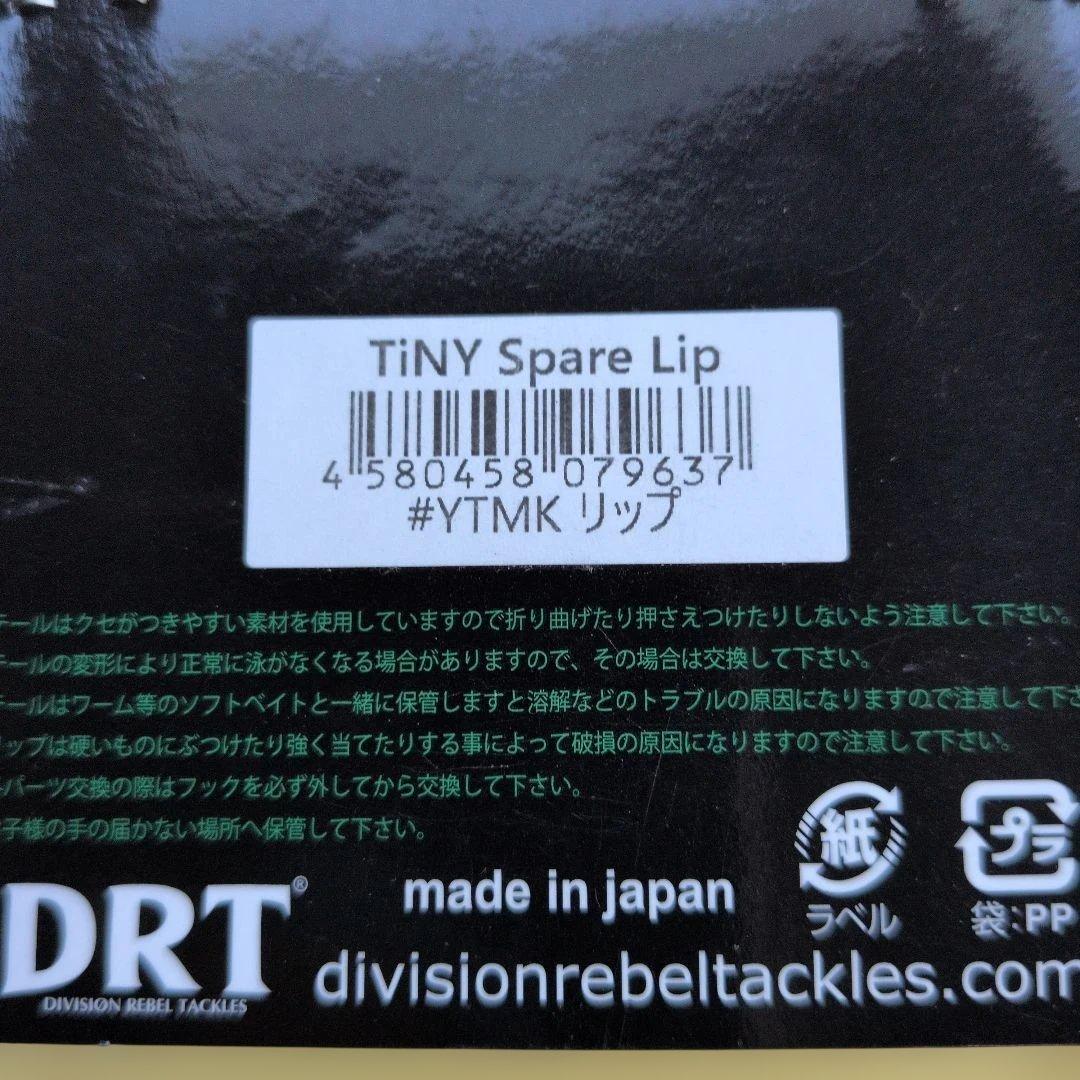 TiNY Spare Lip
4 580458 079637
#YTMK リップ
テールはクセがつきやすい素材を使用していますので折り曲げたり押さえつけたりしないよう注意して下さい。
テールの変形により正常に泳がなくなる場合がありますので、その場合は交換して下さい。
テールはワーム等のソフトベイトと一緒に保管しますと溶解などのトラブルの原因になりますので注意して下さ
リップは硬いものにぶつけたり強く当てたりする事によって破損の原因になりますので注意して下さい。
パーツ交換の際はフックを必ず外してから交換して下さい。
子様の手の届かない場所へ保管して下さい。
紙
ラベル
プラ
袋:PP
DRT®
DIVISION REBEL TACKLES
made in japan
divisionrebeltackles.com